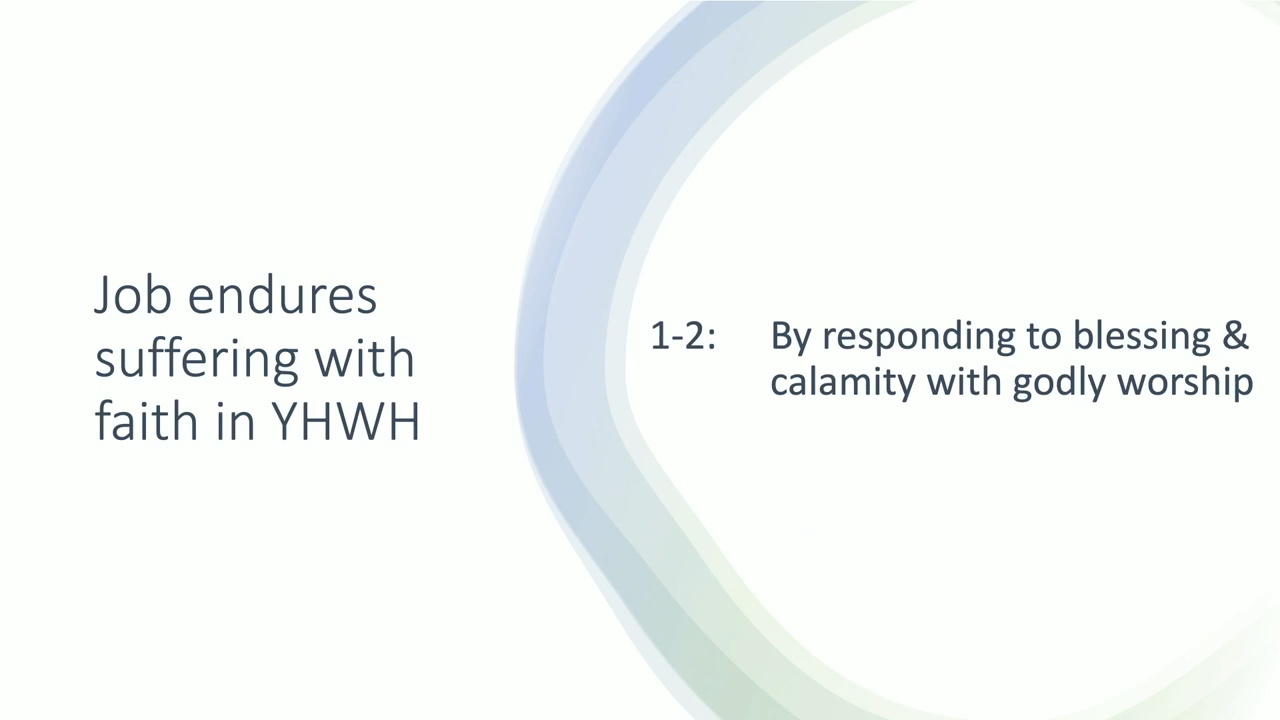 Job endures
suffering with
faith in YHWH
1-2: By responding to blessing &
calamity with godly worship